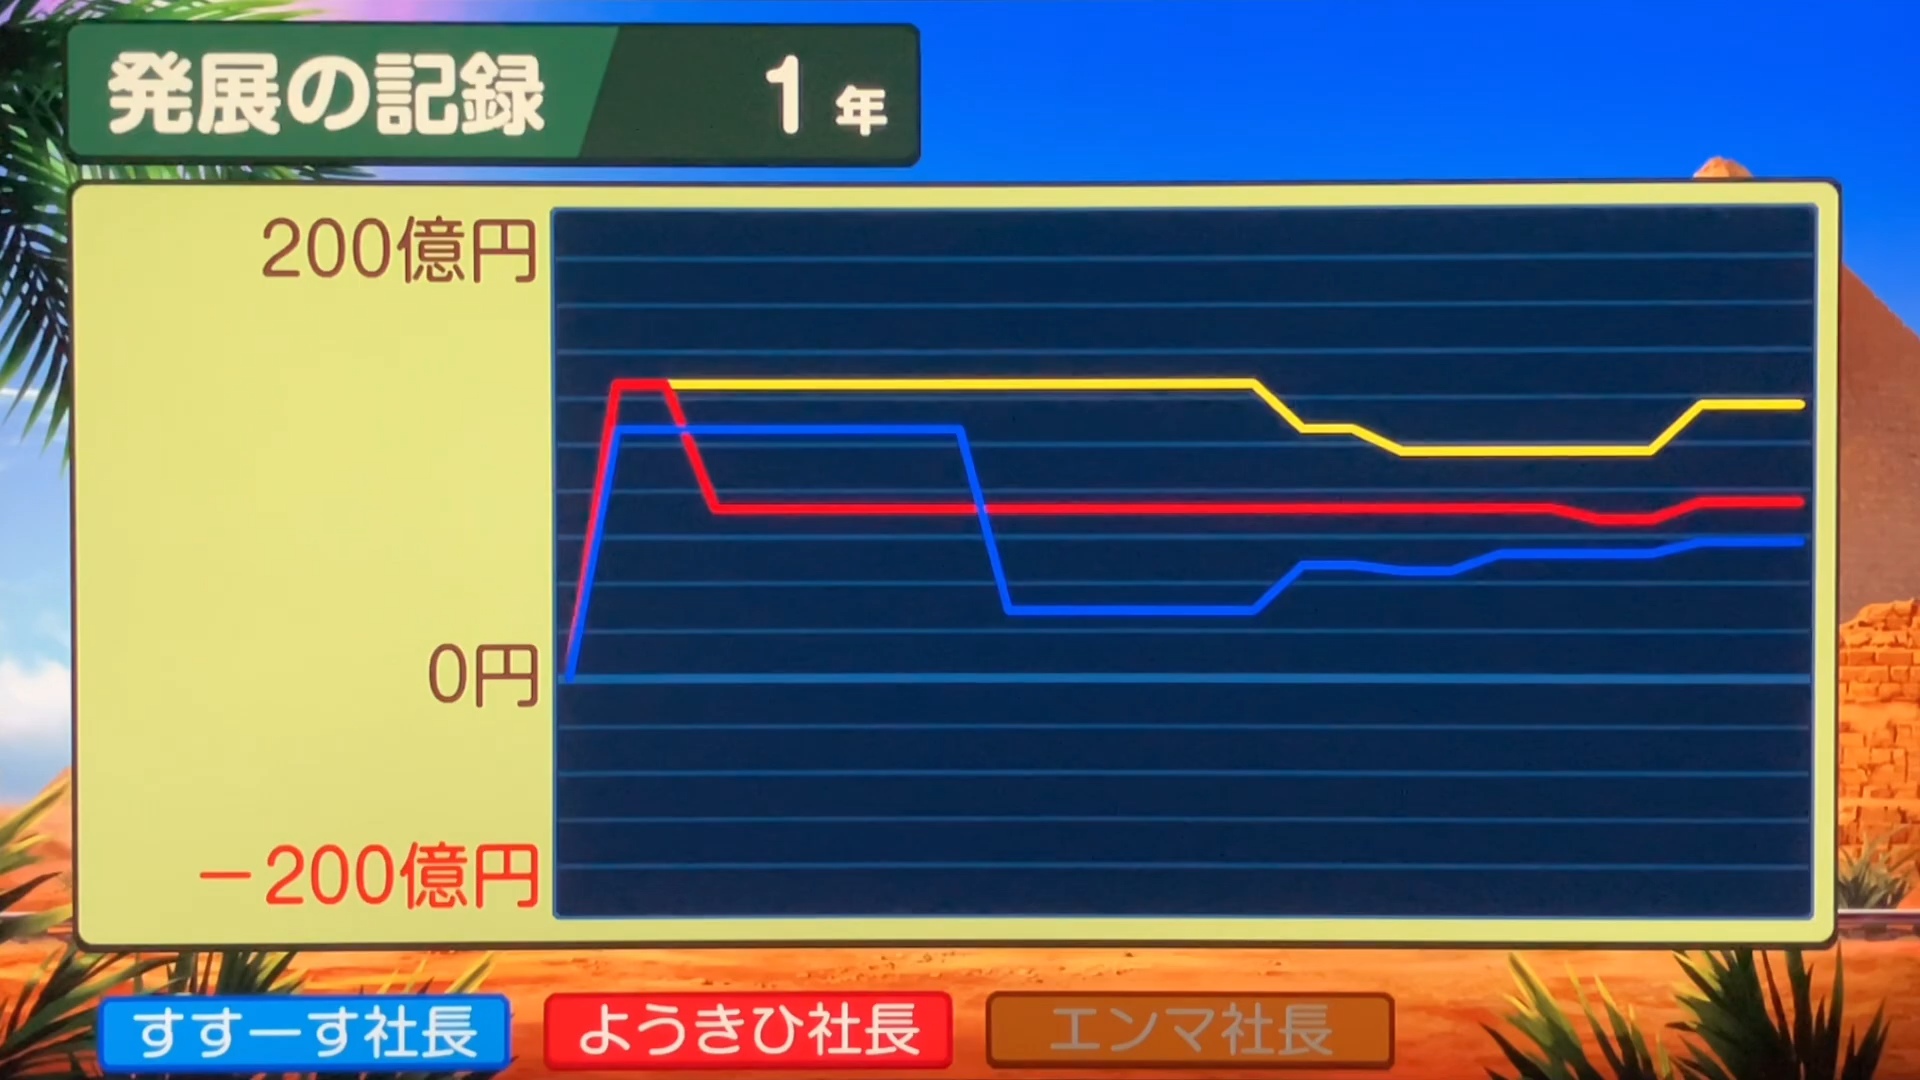 発展の記録 1年
200億円
0円
−200億円
すすーす社長 ようきひ社長 エンマ社長